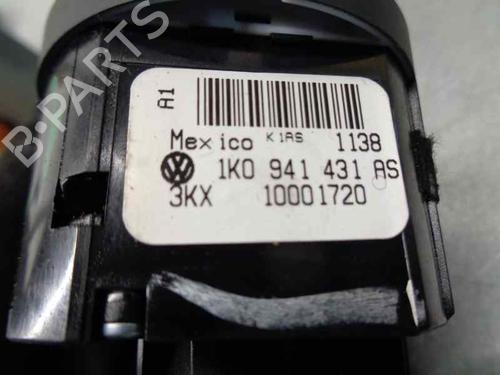 B-PARTS
A1
Mexico K1AS 1138
1K0 941 431 AS
3KX 10001720